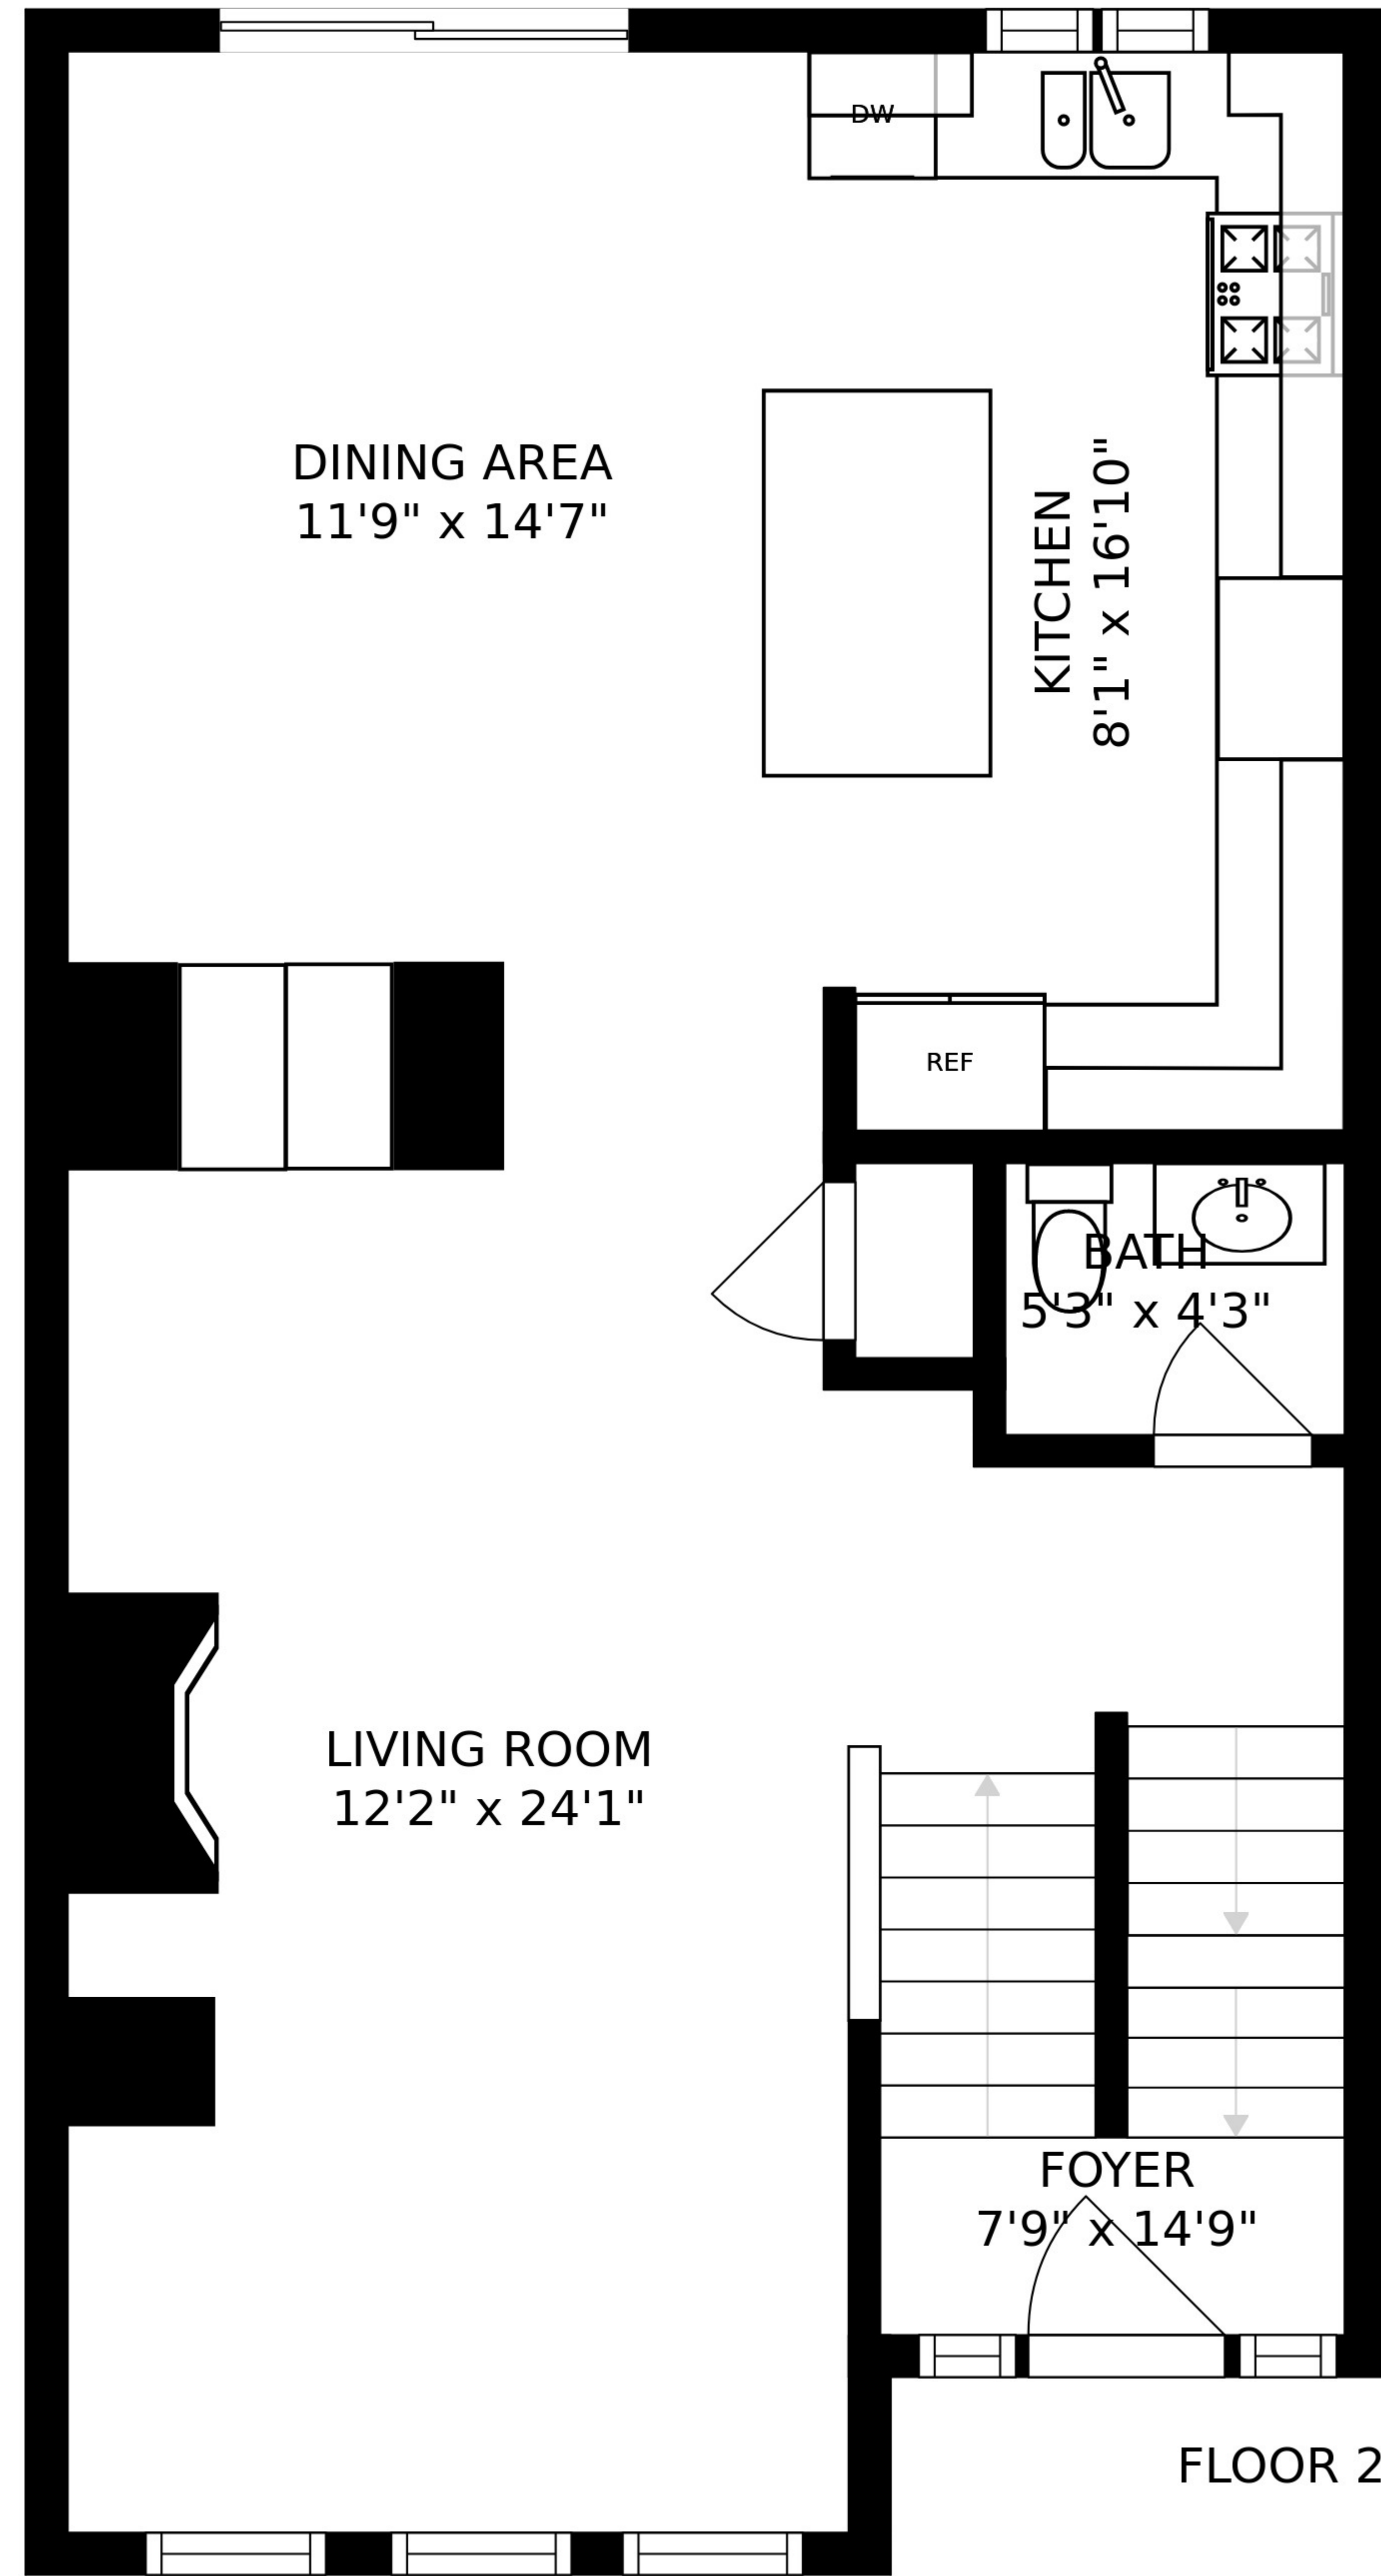 DW
DINING AREA
11'9" x 14'7"
KITCHEN
8'1" x 16'10"
REF
BATH
5'3" x 4'3"
LIVING ROOM
12'2" x 24'1"
FOYER
7'9" x 14'9"
FLOOR 2